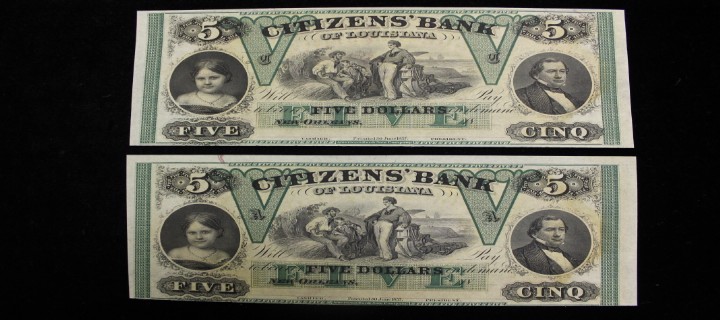 5 CITIZENS' BANK 5
OF LOUISIANA
Will Pay
FIVE DOLLARS
NEW ORLEANS,
FIVE CINQ
5 CITIZENS' BANK 5
OF LOUISIANA
A A
Will Pay
FIVE DOLLARS demand
NEW ORLEANS,
FIVE CINQ